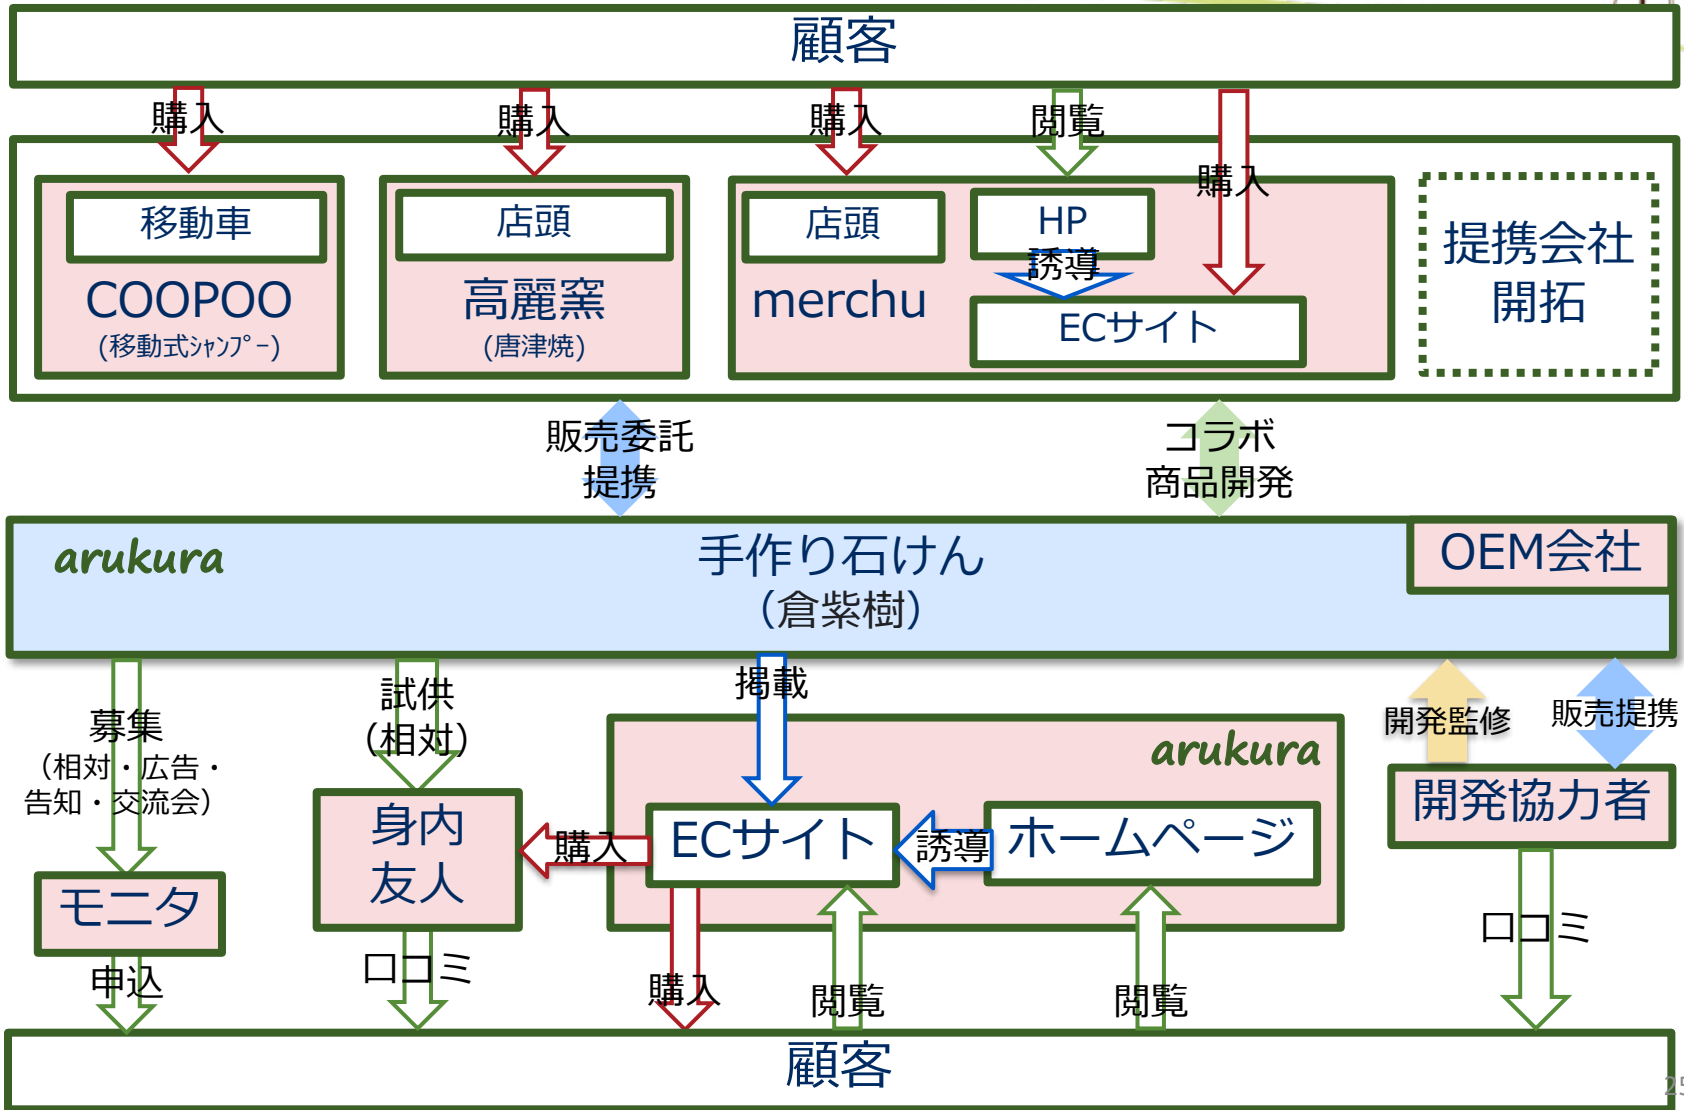 顧客
購入
購入
購入
閲覧
購入
移動車
COOPOO
(移動式ｼｬﾝﾌﾟｰ)
店頭
高麗窯
(唐津焼)
店頭
merchu
HP
誘導
ECサイト
提携会社
開拓
販売委託
提携
コラボ
商品開発
arukura
手作り石けん
（倉紫樹）
OEM会社
募集
（相対・広告・
告知・交流会）
試供
（相対）
掲載
開発監修
販売提携
arukura
身内
友人
購入
ECサイト
誘導
ホームページ
開発協力者
モニタ
申込
口コミ
購入
閲覧
閲覧
口コミ
顧客
25